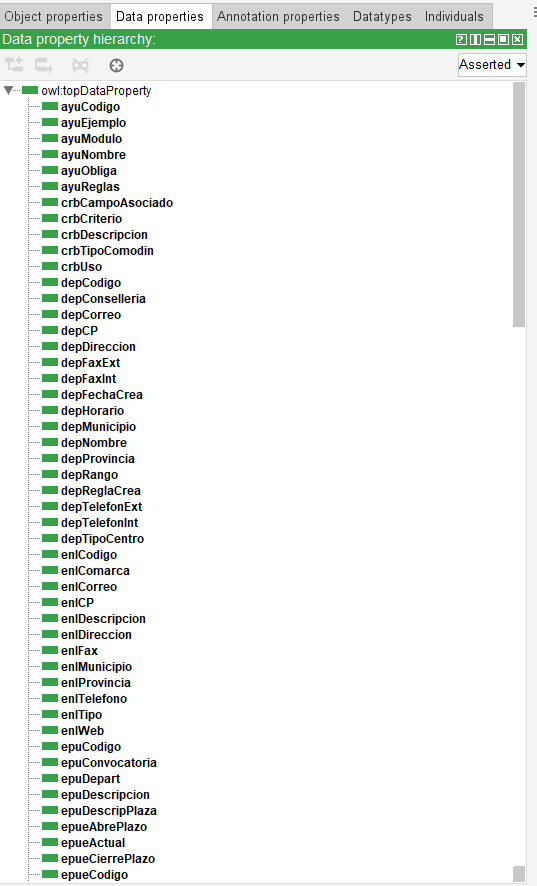 Object properties Data properties Annotation properties Datatypes Individuals
Data property hierarchy:
Asserted
owl:topDataProperty
ayuCodigo
ayuEjemplo
ayuModulo
ayuNombre
ayuObliga
ayuReglas
crbCampoAsociado
crbCriterio
crbDescripcion
crbTipoComodin
crbUso
depCodigo
depConselleria
depCorreo
depCP
depDireccion
depFaxExt
depFaxInt
depFechaCrea
depHorario
depMunicipio
depNombre
depProvincia
depRango
depReglaCrea
depTelefonExt
depTelefonInt
depTipoCentro
enlCodigo
enlComarca
enlCorreo
enlCP
enlDescripcion
enlDireccion
enlFax
enlMunicipio
enlProvincia
enlTelefono
enlTipo
enlWeb
epuCodigo
epuConvocatoria
epuDepart
epuDescripcion
epuDescripPlaza
epueAbrePlazo
epueActual
epueCierrePlazo
epueCodigo